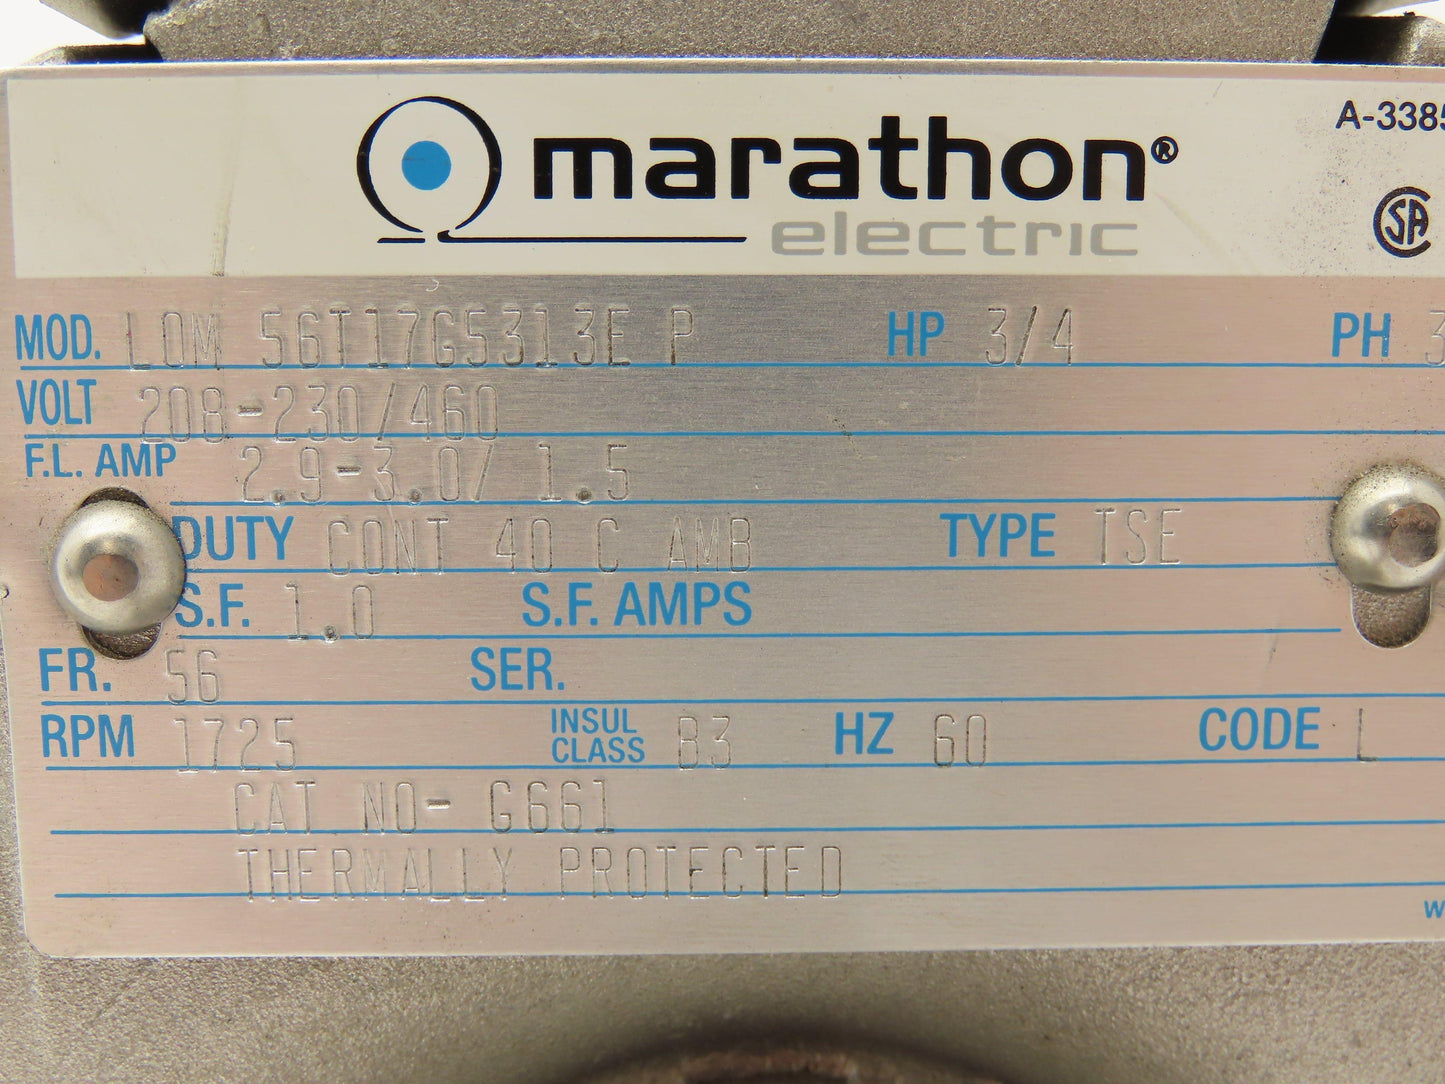 marathon®
electric
A-3385
CSA
MOD. LOM 56T17G5313E P HP 3/4 PH 3
VOLT 208-230/460
F.L. AMP 2.9-3.0/ 1.5
DUTY CONT 40 C AMB TYPE TSE
S.F. 1.0 S.F. AMPS
FR. 56 SER.
RPM 1725 INSUL CLASS B3 HZ 60 CODE L
CAT NO- G661
THERMALLY PROTECTED